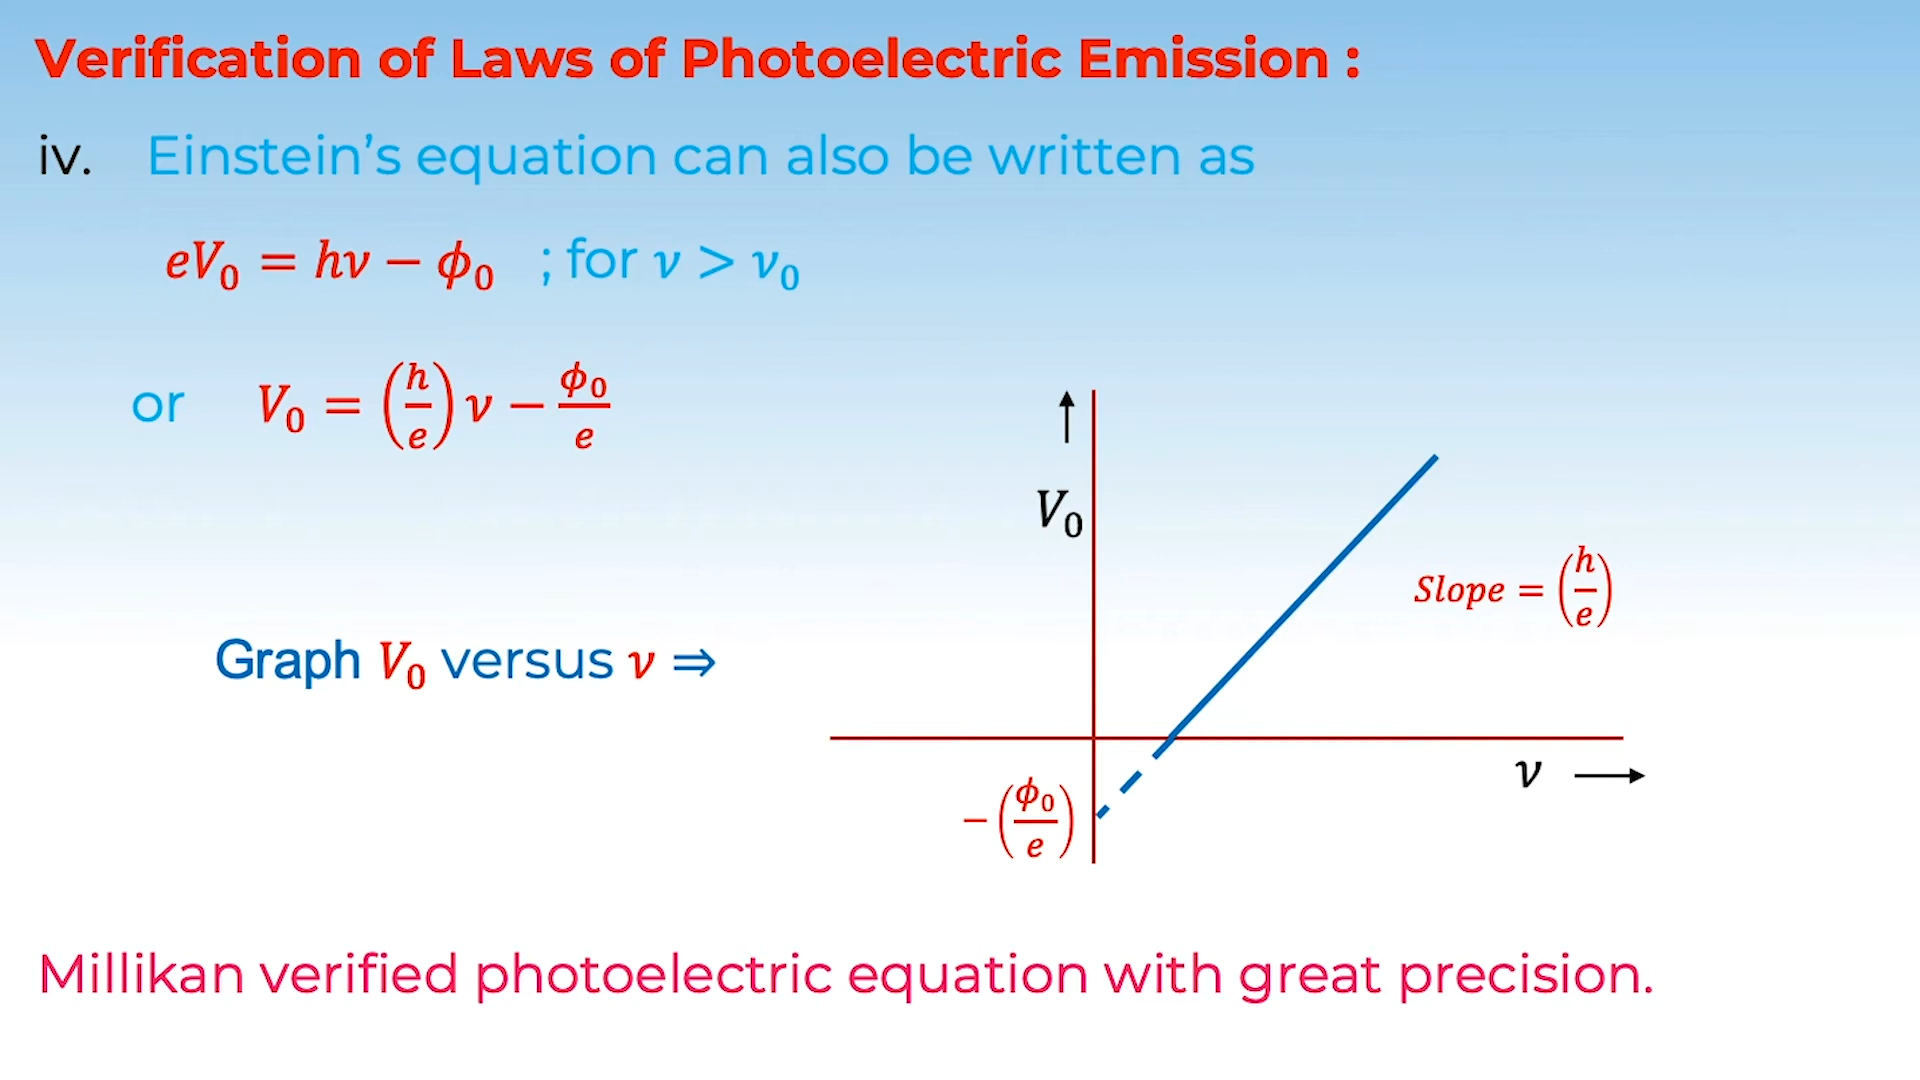 Verification of Laws of Photoelectric Emission :
iv. Einstein’s equation can also be written as
eV₀ = hν − ϕ₀ ; for ν > ν₀
or V₀ = (h/e) ν − ϕ₀/e
↑
V₀
Slope = (h/e)
Graph V₀ versus ν ⇒
ν ⟶
− (ϕ₀/e)
Millikan verified photoelectric equation with great precision.